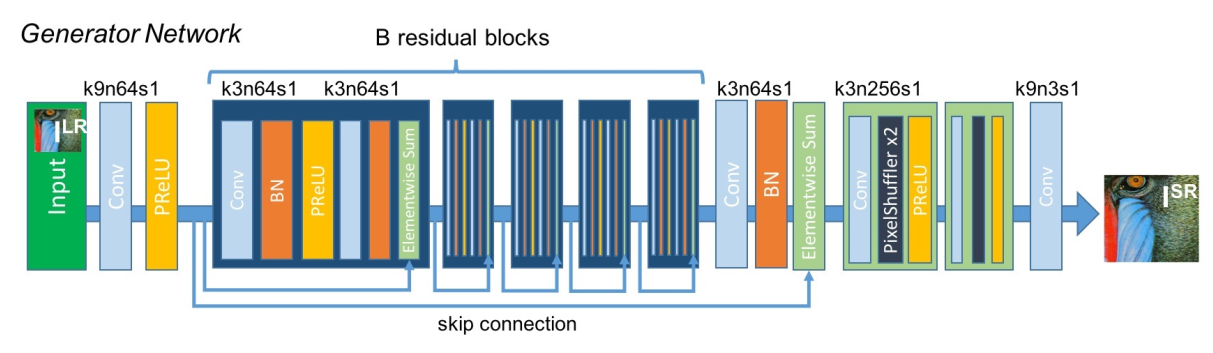 Generator Network
B residual blocks
k9n64s1
k3n64s1
k3n64s1
k3n64s1
k3n256s1
k9n3s1
Input
I LR
Conv
PReLU
Conv
BN
PReLU
Elementwise Sum
Conv
BN
Elementwise Sum
Conv
PixelShuffler x2
PReLU
Conv
I SR
skip connection